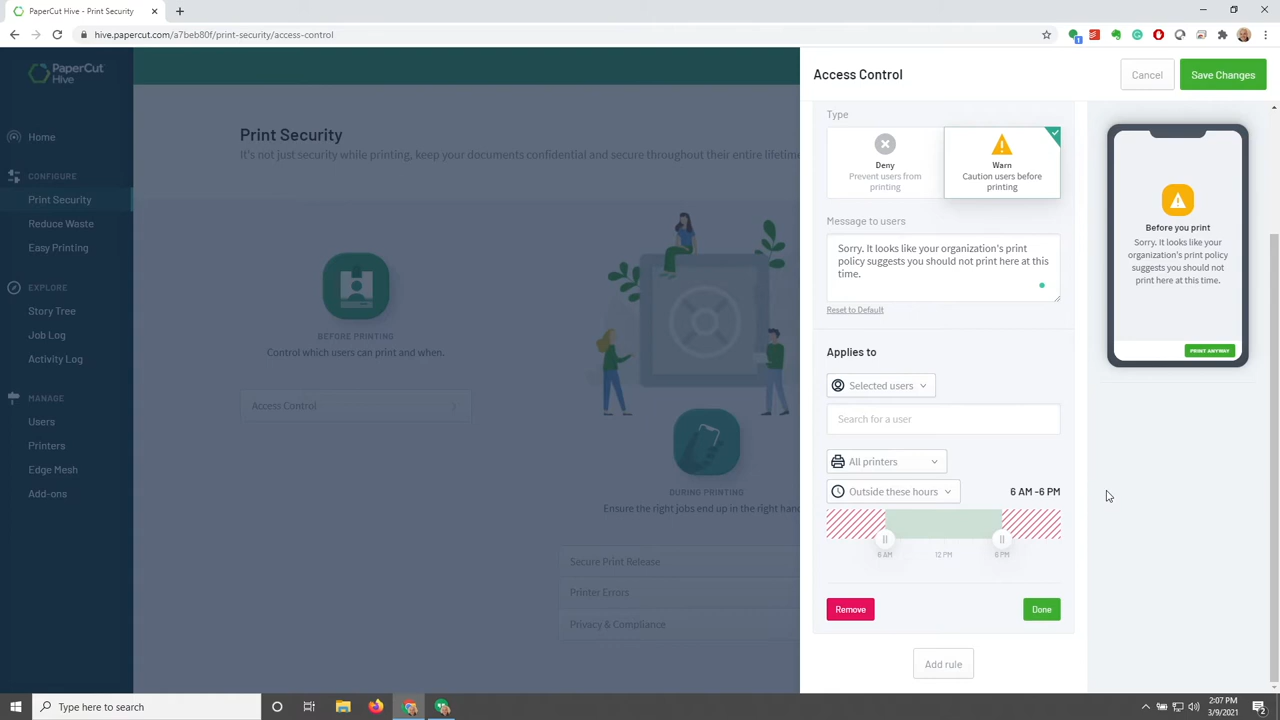 PaperCut Hive - Print Security
hive.papercut.com/a7beb80f/print-security/access-control
PaperCut
Hive
Home
CONFIGURE
Print Security
Reduce Waste
Easy Printing
EXPLORE
Story Tree
Job Log
Activity Log
MANAGE
Users
Printers
Edge Mesh
Add-ons
Print Security
It's not just security while printing, keep your documents confidential and secure throughout their entire lifetime
BEFORE PRINTING
Control which users can print and when.
Access Control
DURING PRINTING
Ensure the right jobs end up in the right hand
Secure Print Release
Printer Errors
Privacy & Compliance
Access Control
Cancel
Save Changes
Type
Deny
Prevent users from
printing
Warn
Caution users before
printing
Message to users
Sorry. It looks like your organization's print
policy suggests you should not print here at this
time.
Reset to Default
Applies to
Selected users
Search for a user
All printers
Outside these hours
6 AM -6 PM
6 AM
12 PM
6 PM
Remove
Done
Add rule
Before you print
Sorry. It looks like your
organization's print policy
suggests you should not
print here at this time.
PRINT ANYWAY
Type here to search
2:07 PM
3/9/2021
2